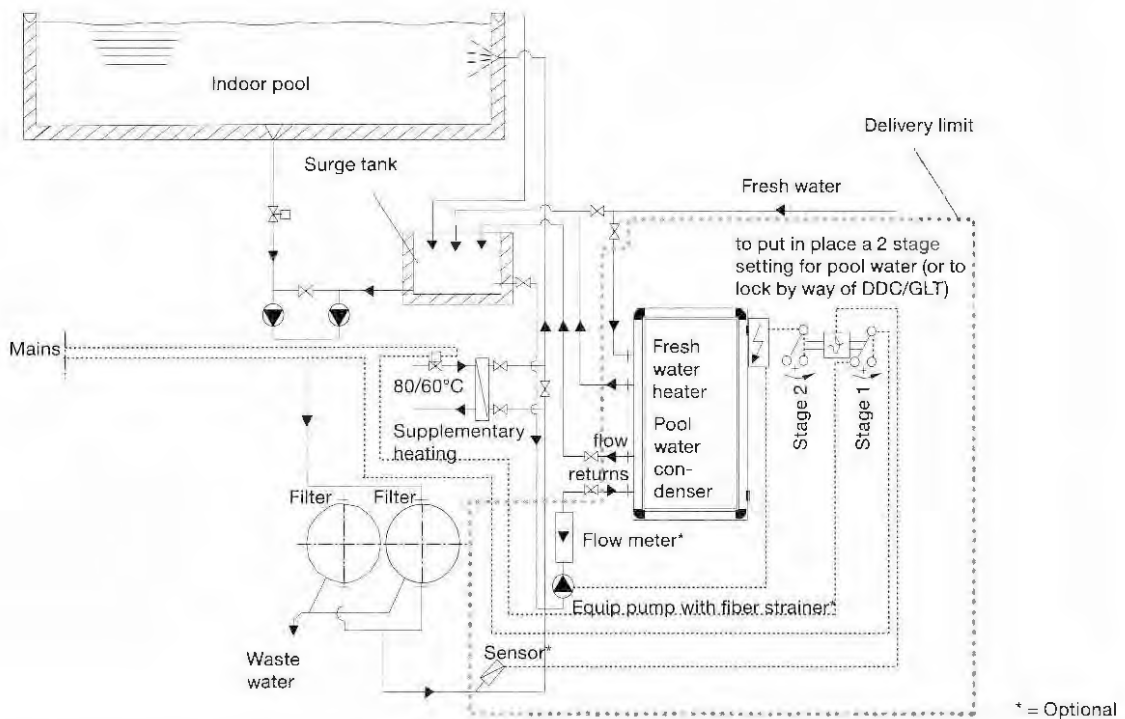 Indoor pool
Delivery limit
Surge tank
Fresh water
to put in place a 2 stage
setting for pool water (or to
lock by way of DDC/GLT)
Mains
80/60°C
Supplementary
heating
Fresh
water
heater
Pool
water
con-
denser
flow
returns
Stage 2
Stage 1
Filter
Filter
Flow meter*
Equip pump with fiber strainer*
Waste
water
Sensor*
* = Optional